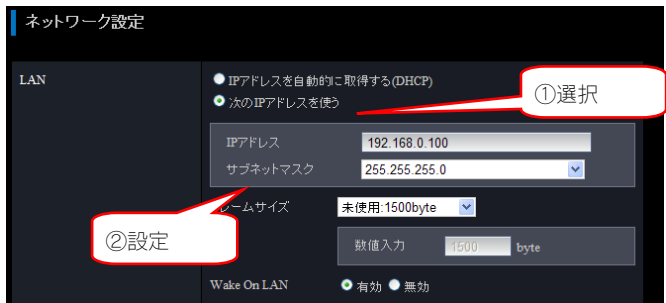 ネットワーク設定
LAN
IPアドレスを自動的に取得する(DHCP)
次のIPアドレスを使う
①選択
IPアドレス 192.168.0.100
サブネットマスク 255.255.255.0
レームサイズ 未使用:1500byte
②設定
数値入力 1500 byte
Wake On LAN 有効 無効